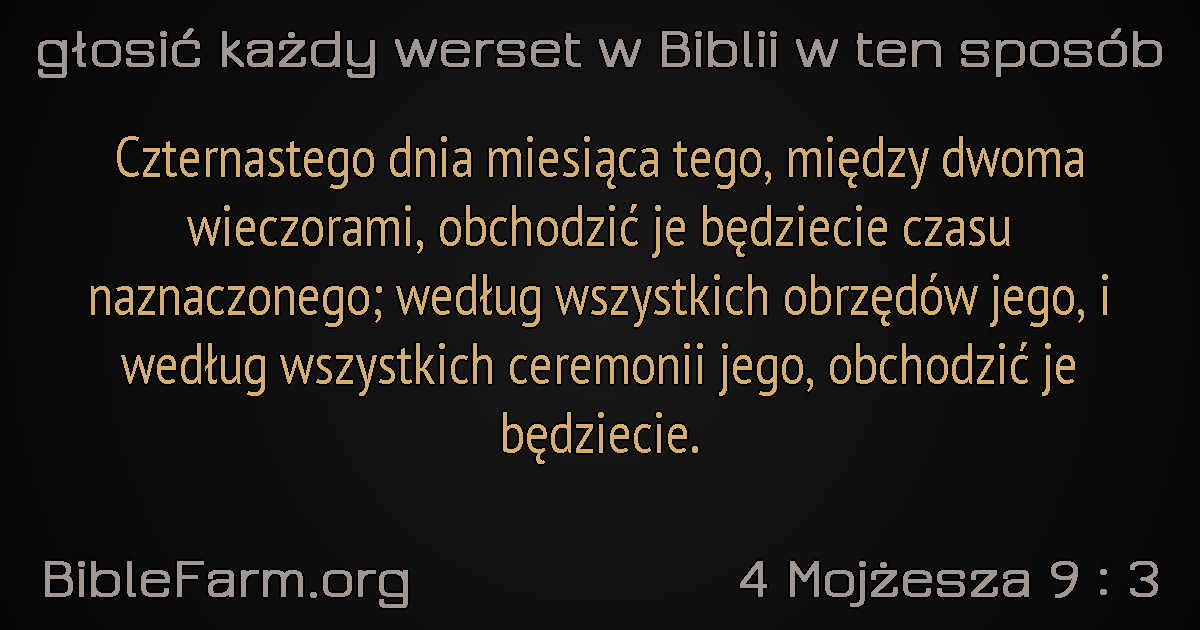 głosić każdy werset w Biblii w ten sposób
Czternastego dnia miesiąca tego, między dwoma
wieczorami, obchodzić je będziecie czasu
naznaczonego; według wszystkich obrzędów jego, i
według wszystkich ceremonii jego, obchodzić je
będziecie.
BibleFarm.org
4 Mojżesza 9 : 3